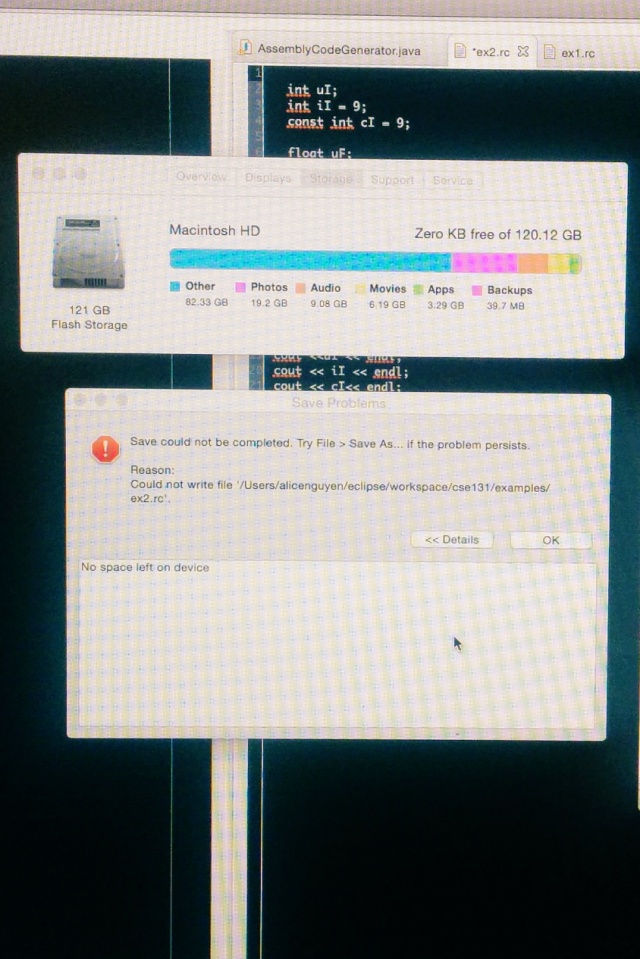 AssemblyCodeGenerator.java
*ex2.rc
ex1.rc
1
int uI;
int iI = 9;
const int cI = 9;
float uF;
Overview Displays Storage Support Service
Macintosh HD
Zero KB free of 120.12 GB
Other Photos Audio Movies Apps Backups
82.33 GB 19.2 GB 9.08 GB 6.19 GB 3.29 GB 39.7 MB
121 GB
Flash Storage
cout << iI << endl;
cout << cI<< endl;
Save Problems
Save could not be completed. Try File > Save As... if the problem persists.
Reason:
Could not write file '/Users/alicenguyen/eclipse/workspace/cse131/examples/
ex2.rc'.
<< Details
OK
No space left on device